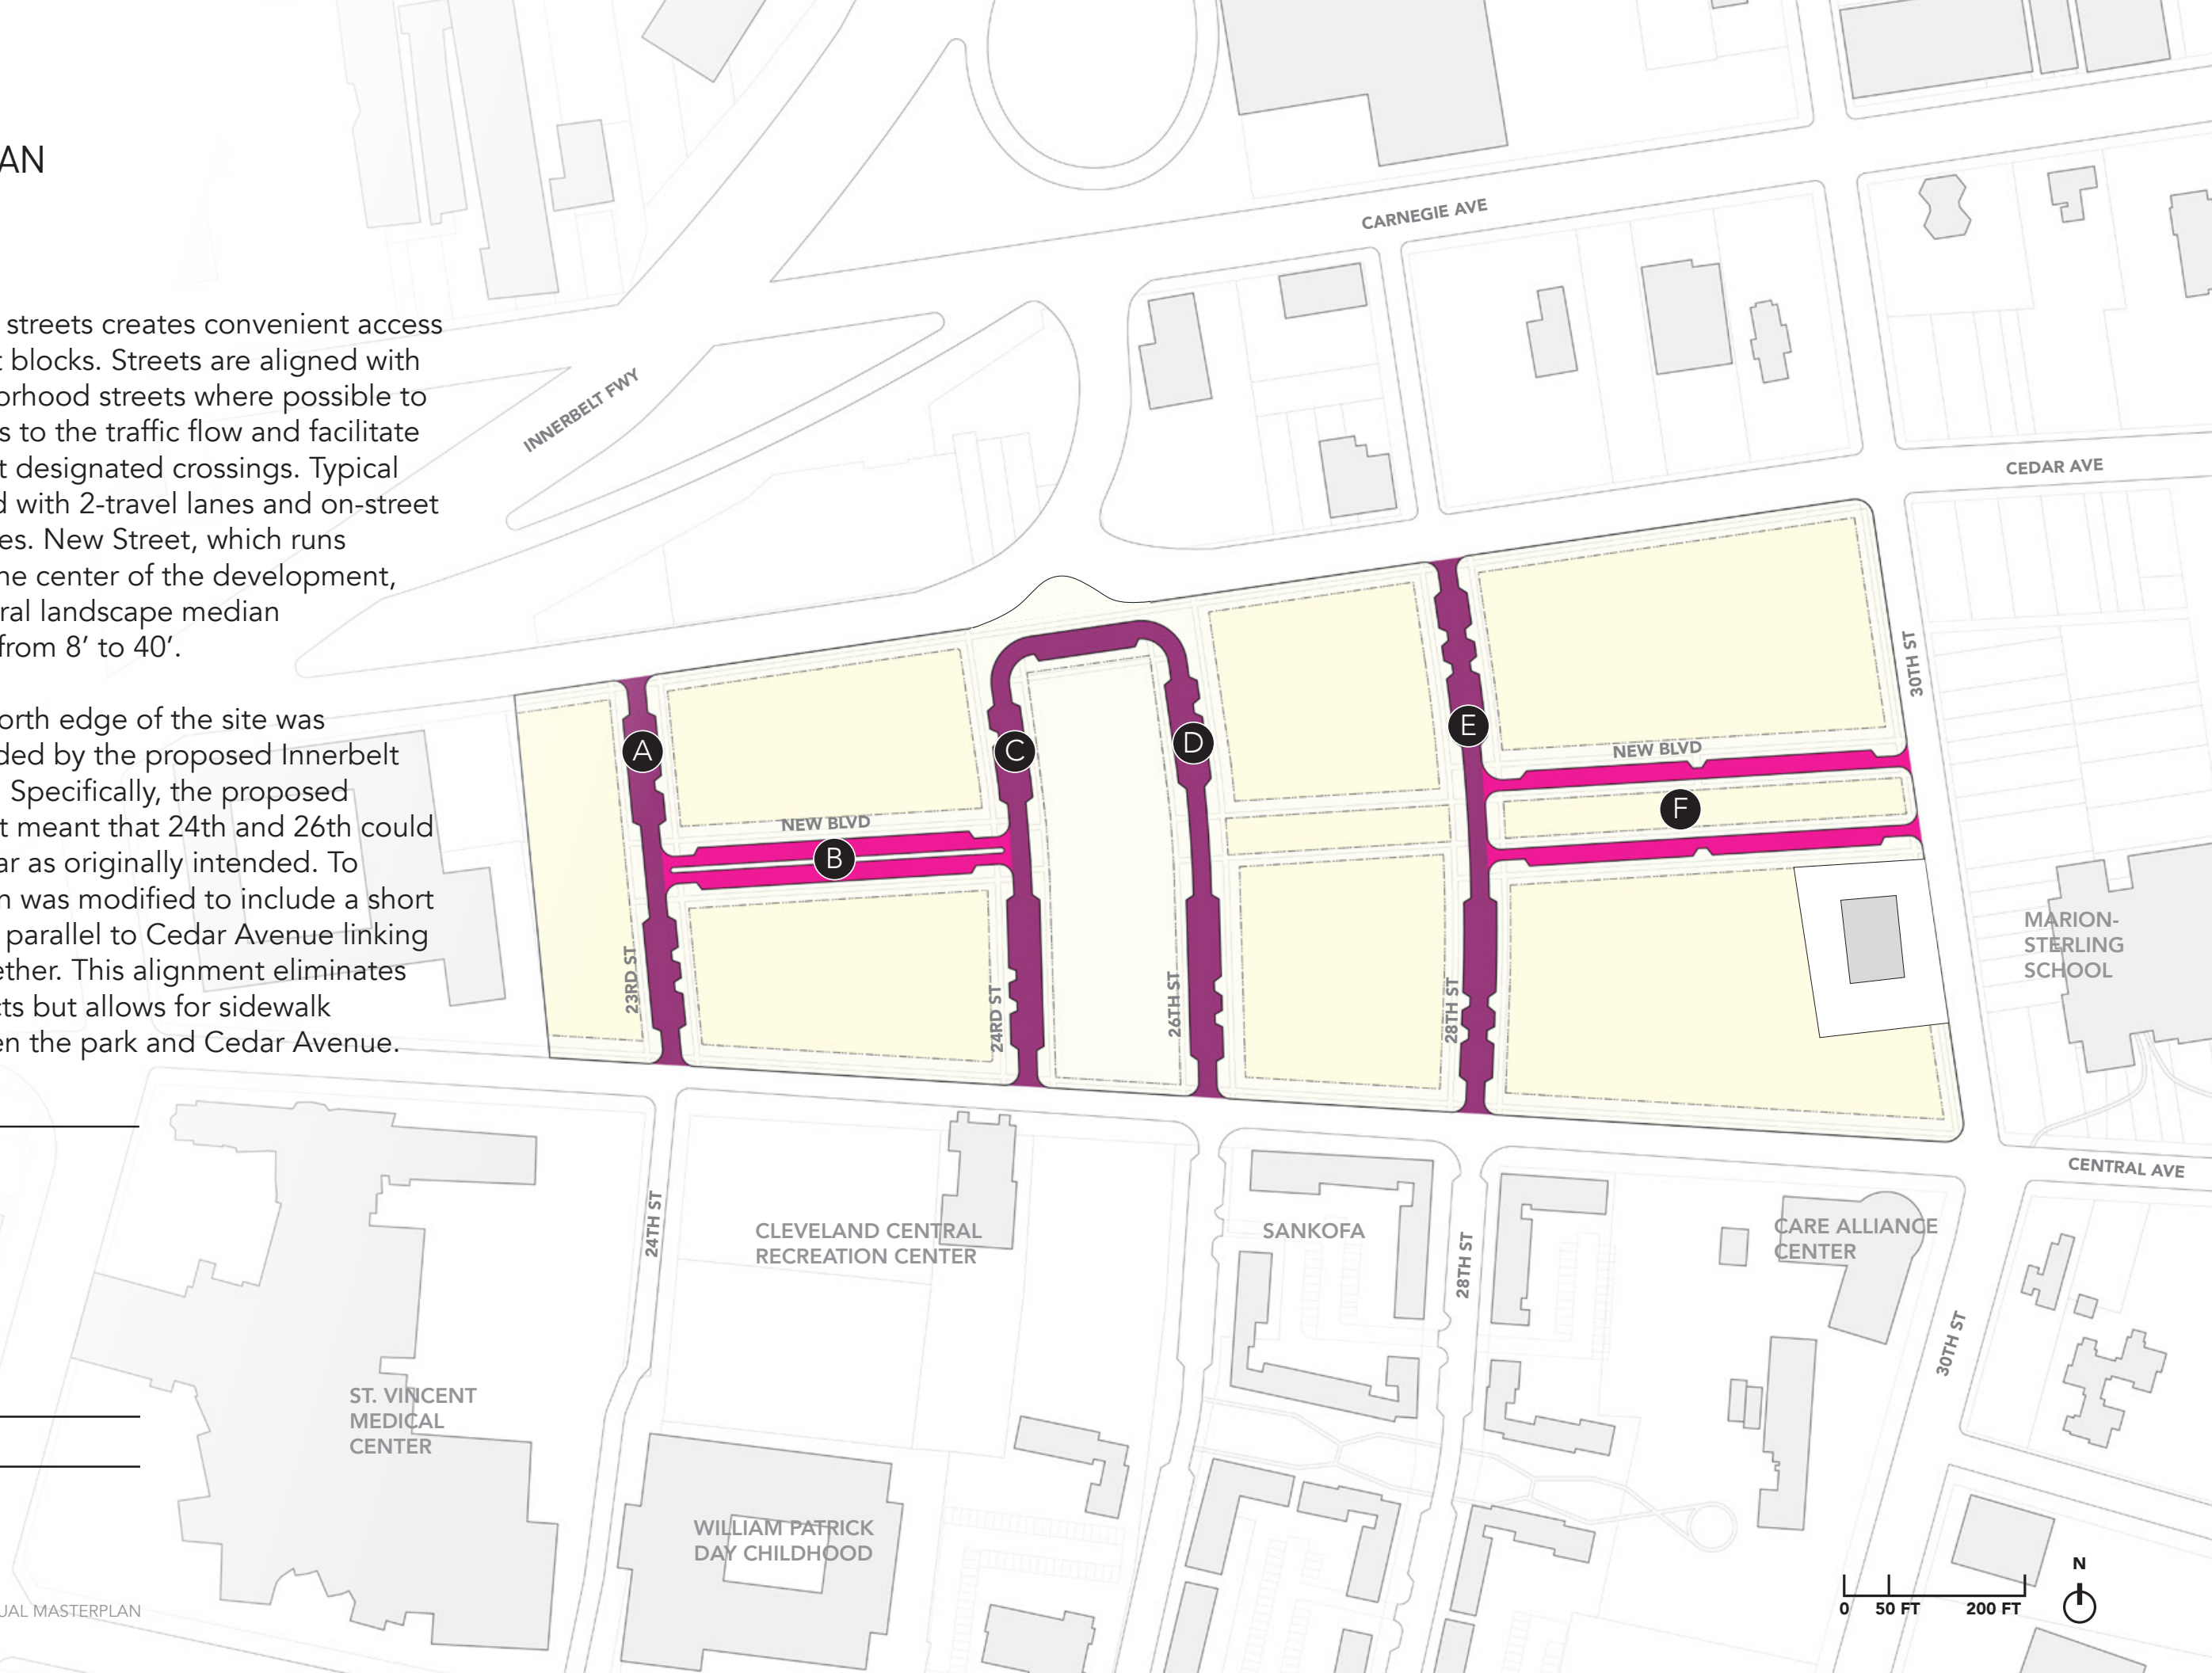 AN
streets creates convenient access
blocks. Streets are aligned with
orhood streets where possible to
s to the traffic flow and facilitate
t designated crossings. Typical
d with 2-travel lanes and on-street
es. New Street, which runs
he center of the development,
ral landscape median
from 8’ to 40’.
orth edge of the site was
ded by the proposed Innerbelt
Specifically, the proposed
t meant that 24th and 26th could
ar as originally intended. To
n was modified to include a short
parallel to Cedar Avenue linking
ether. This alignment eliminates
cts but allows for sidewalk
en the park and Cedar Avenue.
UAL MASTERPLAN
CARNEGIE AVE
INNERBELT FWY
CEDAR AVE
30TH ST
A
B
C
D
E
F
NEW BLVD
NEW BLVD
23RD ST
24RD ST
26TH ST
28TH ST
MARION-
STERLING
SCHOOL
CENTRAL AVE
24TH ST
CLEVELAND CENTRAL
RECREATION CENTER
SANKOFA
28TH ST
CARE ALLIANCE
CENTER
30TH ST
ST. VINCENT
MEDICAL
CENTER
WILLIAM PATRICK
DAY CHILDHOOD
0 50 FT 200 FT
N